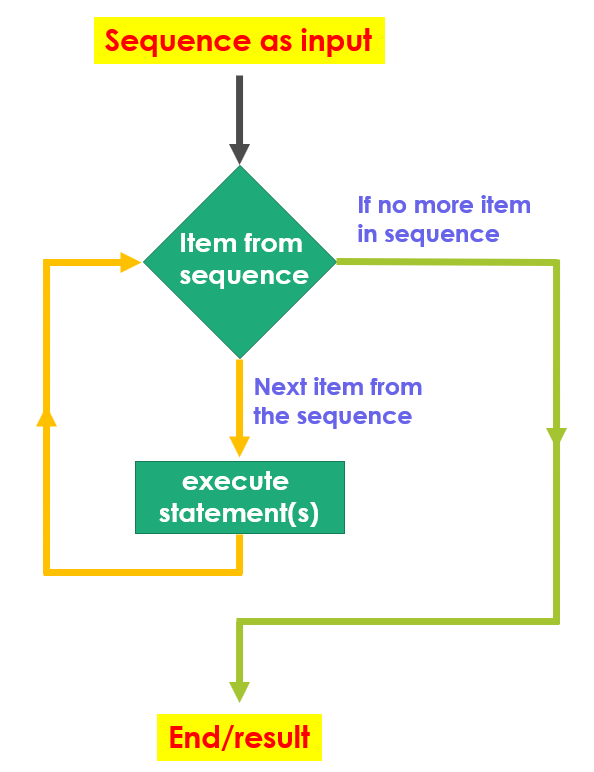 Sequence as input
If no more item
in sequence
Item from
sequence
Next item from
the sequence
execute
statement(s)
End/result